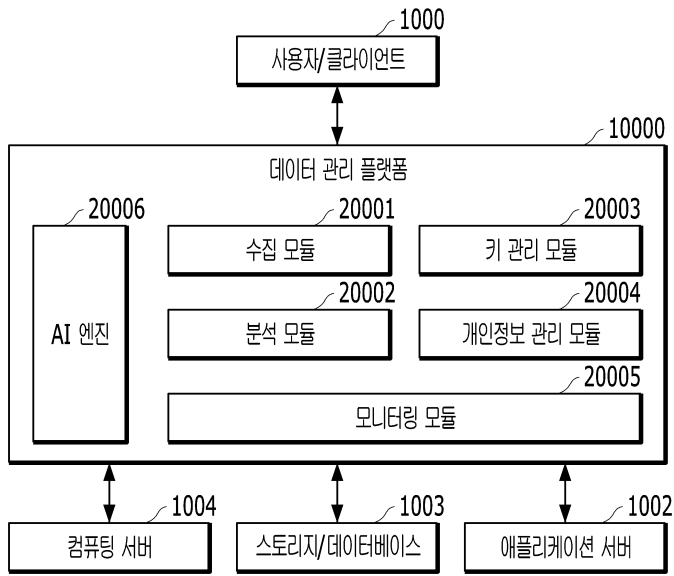 1000
사용자/클라이언트
10000
데이터 관리 플랫폼
20006
AI 엔진
20001
수집 모듈
20003
키 관리 모듈
20002
분석 모듈
20004
개인정보 관리 모듈
20005
모니터링 모듈
1004
컴퓨팅 서버
1003
스토리지/데이터베이스
1002
애플리케이션 서버